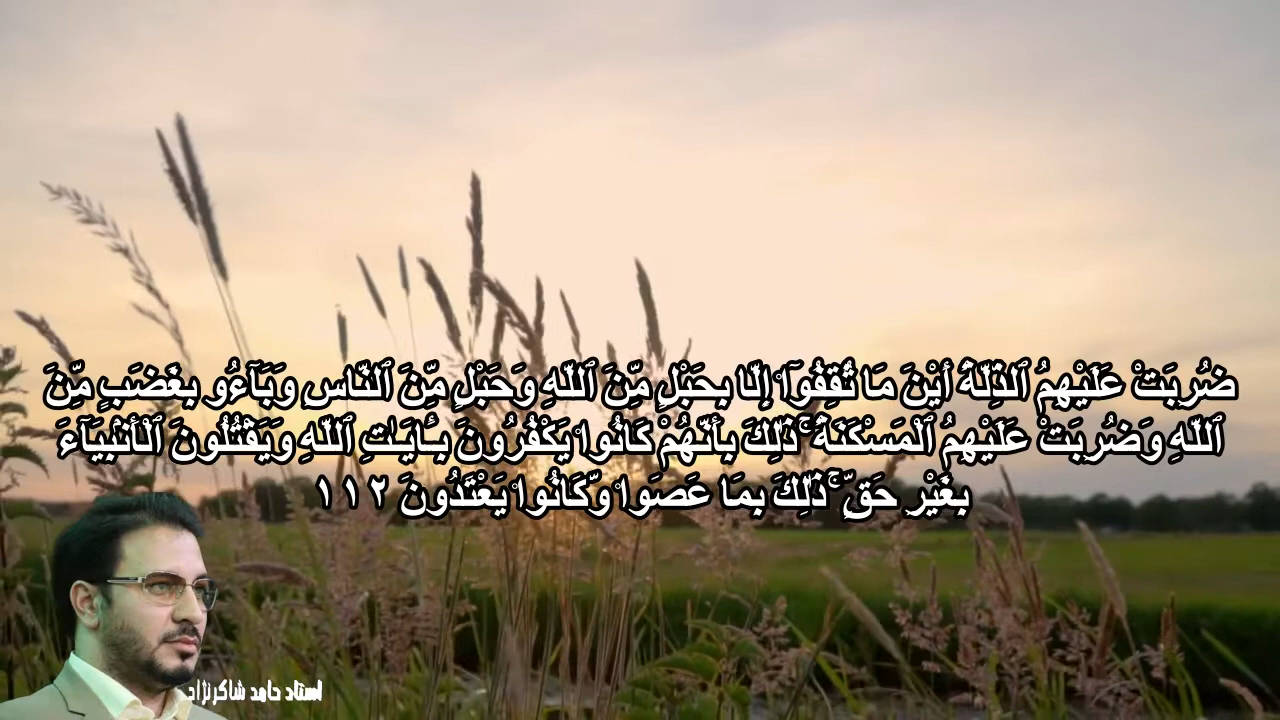 ضُرِبَتْ عَلَيْهِمُ ٱلذِّلَّةُ أَيْنَ مَا ثُقِفُوٓا۟ إِلَّا بِحَبْلٍ مِّنَ ٱللَّهِ وَحَبْلٍ مِّنَ ٱلنَّاسِ وَبَآءُو بِغَضَبٍ مِّنَ
ٱللَّهِ وَضُرِبَتْ عَلَيْهِمُ ٱلْمَسْكَنَةُ ۚ ذَٰلِكَ بِأَنَّهُمْ كَانُوا۟ يَكْفُرُونَ بِـَٔايَـٰتِ ٱللَّهِ وَيَقْتُلُونَ ٱلْأَنۢبِيَآءَ
بِغَيْرِ حَقٍّ ۚ ذَٰلِكَ بِمَا عَصَوا۟ وَّكَانُوا۟ يَعْتَدُونَ ١١٢
استاد حامد شاکرنژاد